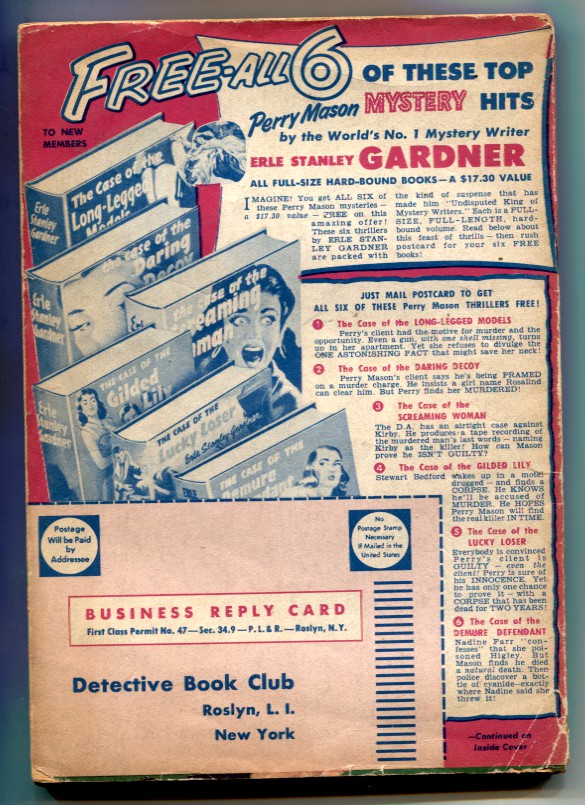 FREE-ALL 6
OF THESE TOP
TO NEW
MEMBERS
Perry Mason MYSTERY HITS
by the World's No. 1 Mystery Writer
ERLE STANLEY GARDNER
ALL FULL-SIZE HARD-BOUND BOOKS—A $17.30 VALUE
IMAGINE! You get ALL SIX of
these Perry Mason mysteries —
a $17.30 value — FREE on this
amazing offer!
These six thrillers
by ERLE STAN-
LEY GARDNER
are packed with
the kind of suspense that has
made him "Undisputed King of
Mystery Writers." Each is a FULL-
SIZE, FULL-LENGTH, hard-
bound volume. Read below about
this feast of thrills — then rush
postcard for your six FREE
books!
The Case of the
Long-Legged
Models
Erle
Stanley
Gardner
case of the
Daring
Decoy
Erle
Stanley
Gardner
case of the
Screaming
Woman
THE CASE OF
Gilded
Lily
Erle
Stanley
Gardner
THE CASE OF THE
Loser
Erle Stanley Gardner
THE CASE OF THE
ERLE
JUST MAIL POSTCARD TO GET
ALL SIX OF THESE Perry Mason THRILLERS FREE!
1 The Case of the LONG-LEGGED MODELS
Perry's client had the motive for murder and the
opportunity. Even a gun, with one shell missing, turns
up in her apartment. Yet she refuses to divulge the
ONE ASTONISHING FACT that might save her neck!
2 The Case of the DARING DECOY
Perry Mason's client says he's being FRAMED
on a murder charge. He insists a girl name Rosalind
can clear him. But Perry finds her MURDERED!
3 The Case of the
SCREAMING WOMAN
The D.A. has an airtight case against
Kirby. He produces a tape recording of
the murdered man's last words — naming
Kirby as the killer! How can Mason
prove he ISN'T GUILTY?
4 The Case of the GILDED LILY
Stewart Bedford wakes up in a motel
drugged — and finds a
CORPSE. He KNOWS
he'll be accused of
MURDER. He HOPES
Perry Mason will find
the real killer IN TIME.
5 The Case of the
LUCKY LOSER
Everybody is convinced
Perry's client is
GUILTY — even the
client! Perry is sure of
his INNOCENCE. Yet
he has only one chance
to prove it — with a
CORPSE that has been
dead for TWO YEARS!
6 The Case of the
DEMURE DEFENDANT
Nadine Farr "con-
fesses" that she poi-
soned Higley. But
Mason finds he died
a natural death. Then
police discover a bot-
tle of cyanide—exactly
where Nadine said she
threw it!
—Continued on
Inside Cover
Postage
Will be Paid
by
Addressee
No
Postage Stamp
Necessary
If Mailed in the
United States
BUSINESS REPLY CARD
First Class Permit No. 47—Sec. 34.9—P.L.&R.—Roslyn, N.Y.
Detective Book Club
Roslyn, L. I.
New York